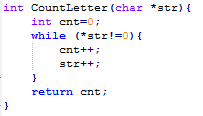 int CountLetter(char *str){
    int cnt=0;
    while (*str!=0){
        cnt++;
        str++;
    }
    return cnt;
}